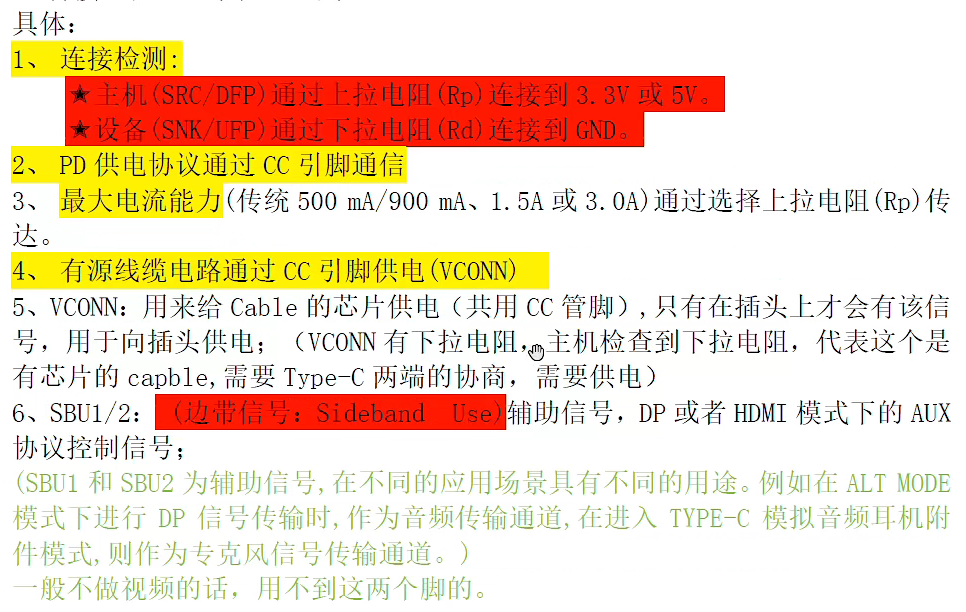 具体：
1、 连接检测:
★主机(SRC/DFP)通过上拉电阻(Rp)连接到 3.3V 或 5V。
★设备(SNK/UFP)通过下拉电阻(Rd)连接到 GND。
2、 PD 供电协议通过 CC 引脚通信
3、 最大电流能力(传统 500 mA/900 mA、1.5A 或 3.0A)通过选择上拉电阻(Rp)传
达。
4、 有源线缆电路通过 CC 引脚供电(VCONN)
5、VCONN：用来给 Cable 的芯片供电（共用 CC 管脚）,只有在插头上才会有该信
号，用于向插头供电；（VCONN 有下拉电阻，主机检查到下拉电阻，代表这个是
有芯片的 capble,需要 Type-C 两端的协商，需要供电）
6、SBU1/2：(边带信号：Sideband Use)辅助信号，DP 或者 HDMI 模式下的 AUX
协议控制信号；
(SBU1 和 SBU2 为辅助信号,在不同的应用场景具有不同的用途。例如在 ALT MODE
模式下进行 DP 信号传输时,作为音频传输通道,在进入 TYPE-C 模拟音频耳机附
件模式,则作为专克风信号传输通道。)
一般不做视频的话，用不到这两个脚的。